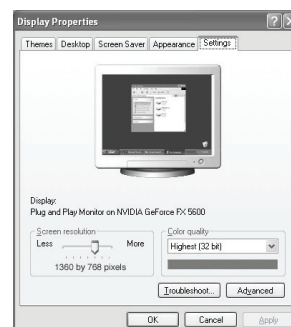 Display Properties
Themes Desktop Screen Saver Appearance Settings
Display:
Plug and Play Monitor on NVIDIA GeForce FX 5600
Screen resolution
Less More
1360 by 768 pixels
Color quality
Highest (32 bit)
Troubleshoot... Advanced
OK Cancel Apply